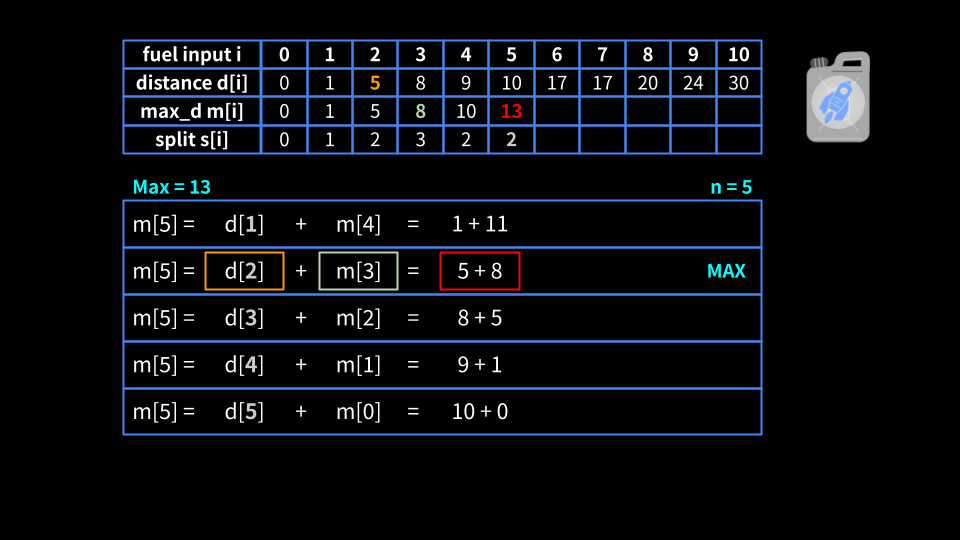 fuel input i 0 1 2 3 4 5 6 7 8 9 10
distance d[i] 0 1 5 8 9 10 17 17 20 24 30
max_d m[i] 0 1 5 8 10 13
split s[i] 0 1 2 3 2 2
Max = 13 n = 5
m[5] = d[1] + m[4] = 1 + 11
m[5] = d[2] + m[3] = 5 + 8 MAX
m[5] = d[3] + m[2] = 8 + 5
m[5] = d[4] + m[1] = 9 + 1
m[5] = d[5] + m[0] = 10 + 0